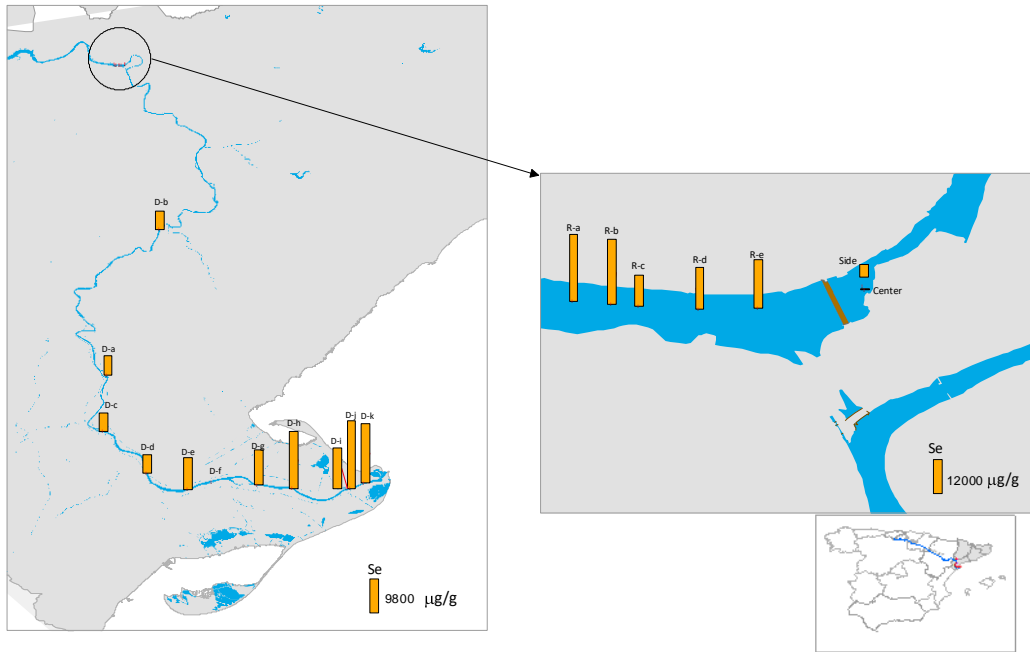 D-b
D-a
D-c
D-d
D-e
D-f
D-g
D-h
D-i
D-j
D-k
Se
9800 µg/g
R-a
R-b
R-c
R-d
R-e
Side
Center
Se
12000 µg/g